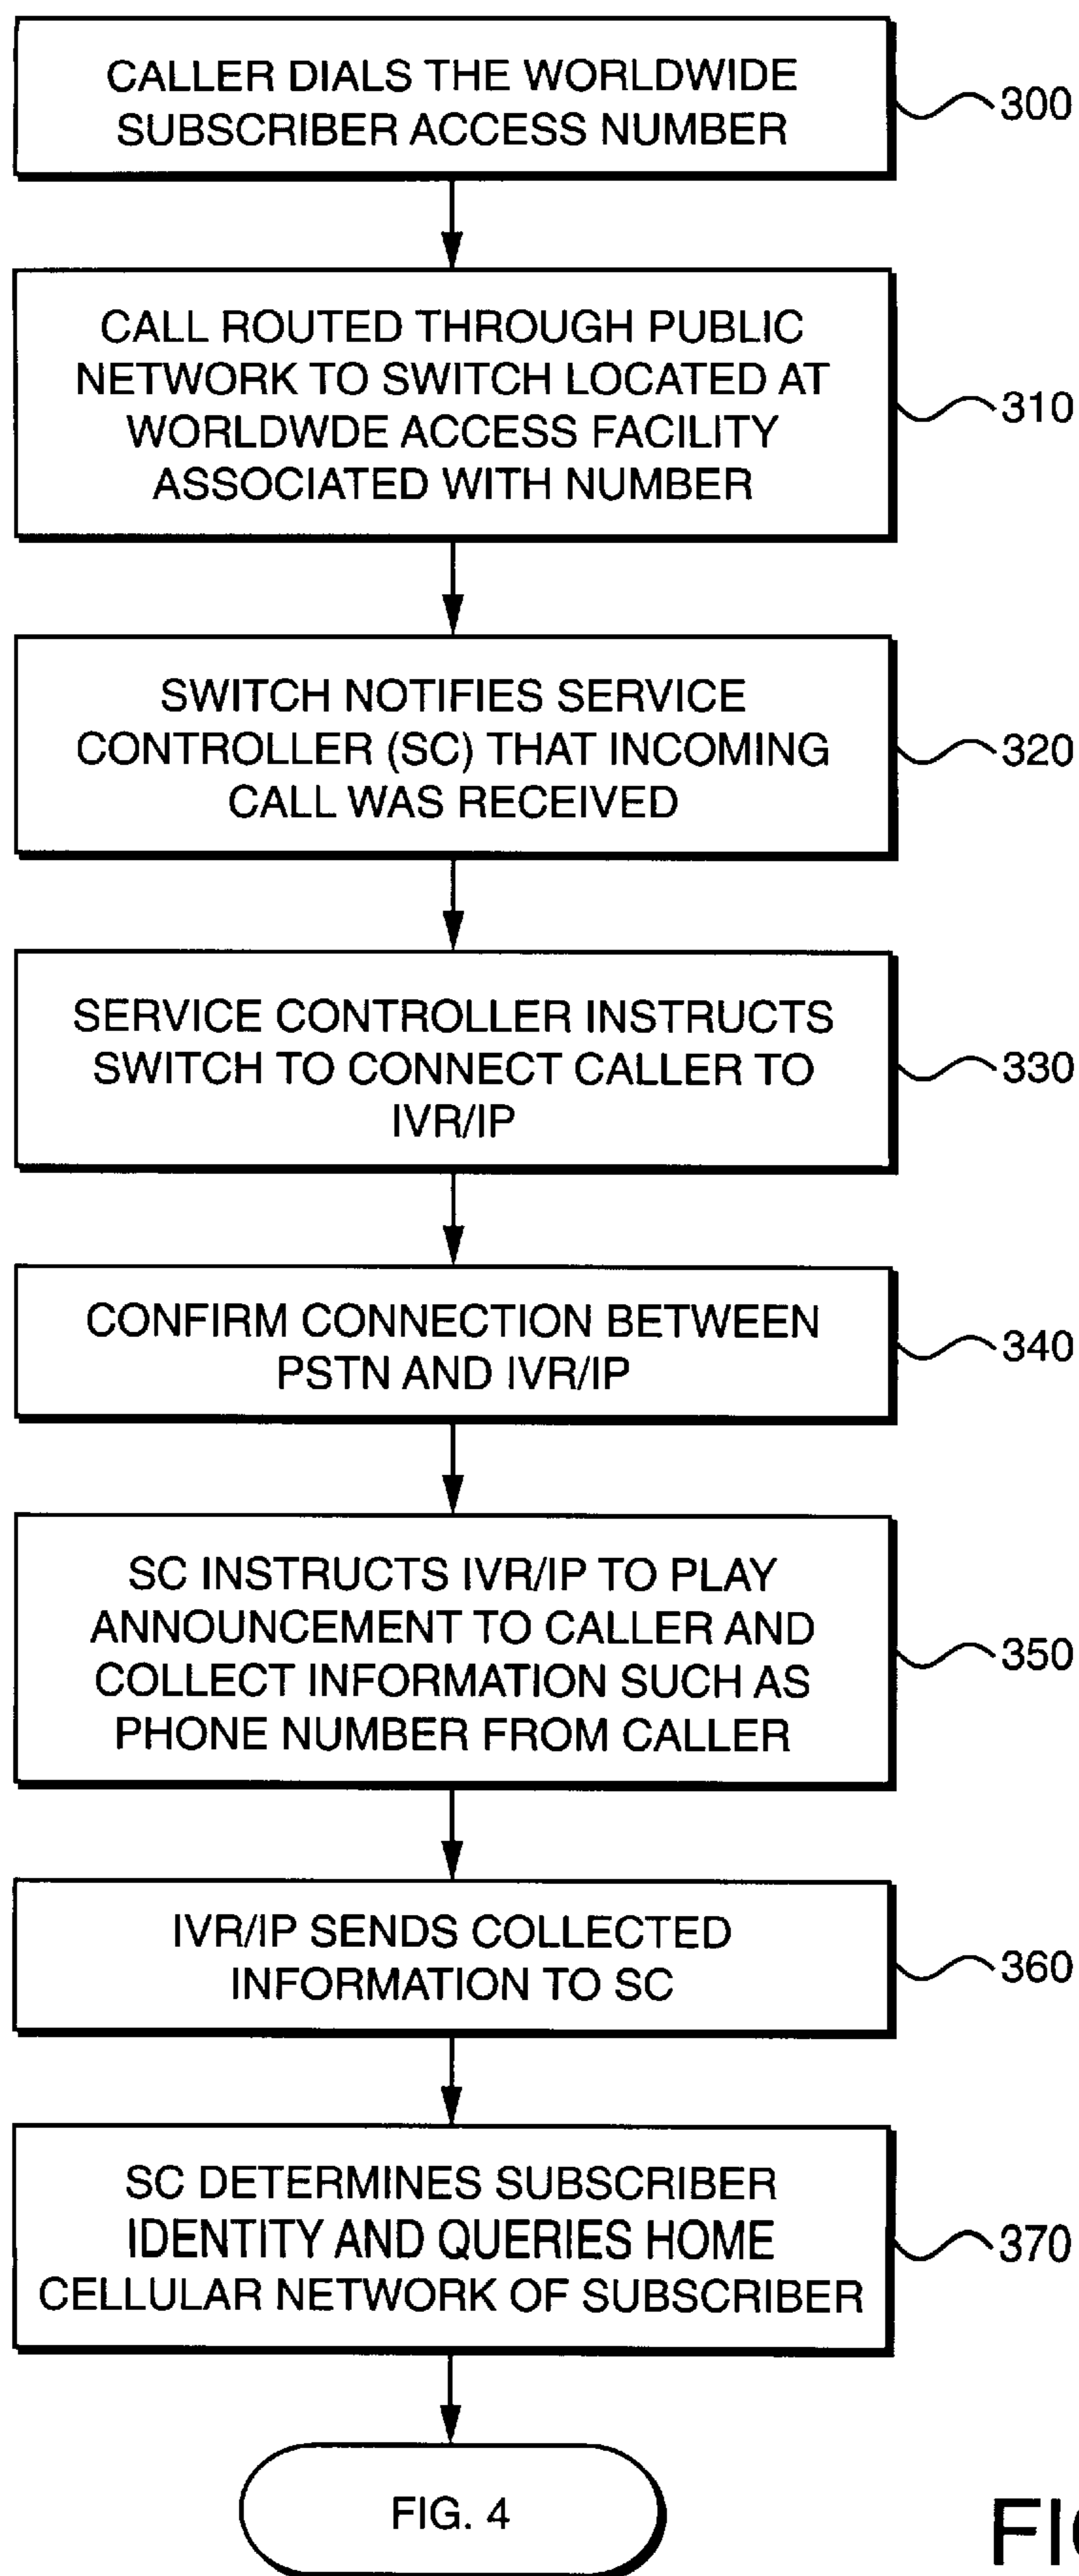 CALLER DIALS THE WORLDWIDE
SUBSCRIBER ACCESS NUMBER
300
CALL ROUTED THROUGH PUBLIC
NETWORK TO SWITCH LOCATED AT
WORLDWDE ACCESS FACILITY
ASSOCIATED WITH NUMBER
310
SWITCH NOTIFIES SERVICE
CONTROLLER (SC) THAT INCOMING
CALL WAS RECEIVED
320
SERVICE CONTROLLER INSTRUCTS
SWITCH TO CONNECT CALLER TO
IVR/IP
330
CONFIRM CONNECTION BETWEEN
PSTN AND IVR/IP
340
SC INSTRUCTS IVR/IP TO PLAY
ANNOUNCEMENT TO CALLER AND
COLLECT INFORMATION SUCH AS
PHONE NUMBER FROM CALLER
350
IVR/IP SENDS COLLECTED
INFORMATION TO SC
360
SC DETERMINES SUBSCRIBER
IDENTITY AND QUERIES HOME
CELLULAR NETWORK OF SUBSCRIBER
370
FIG. 4